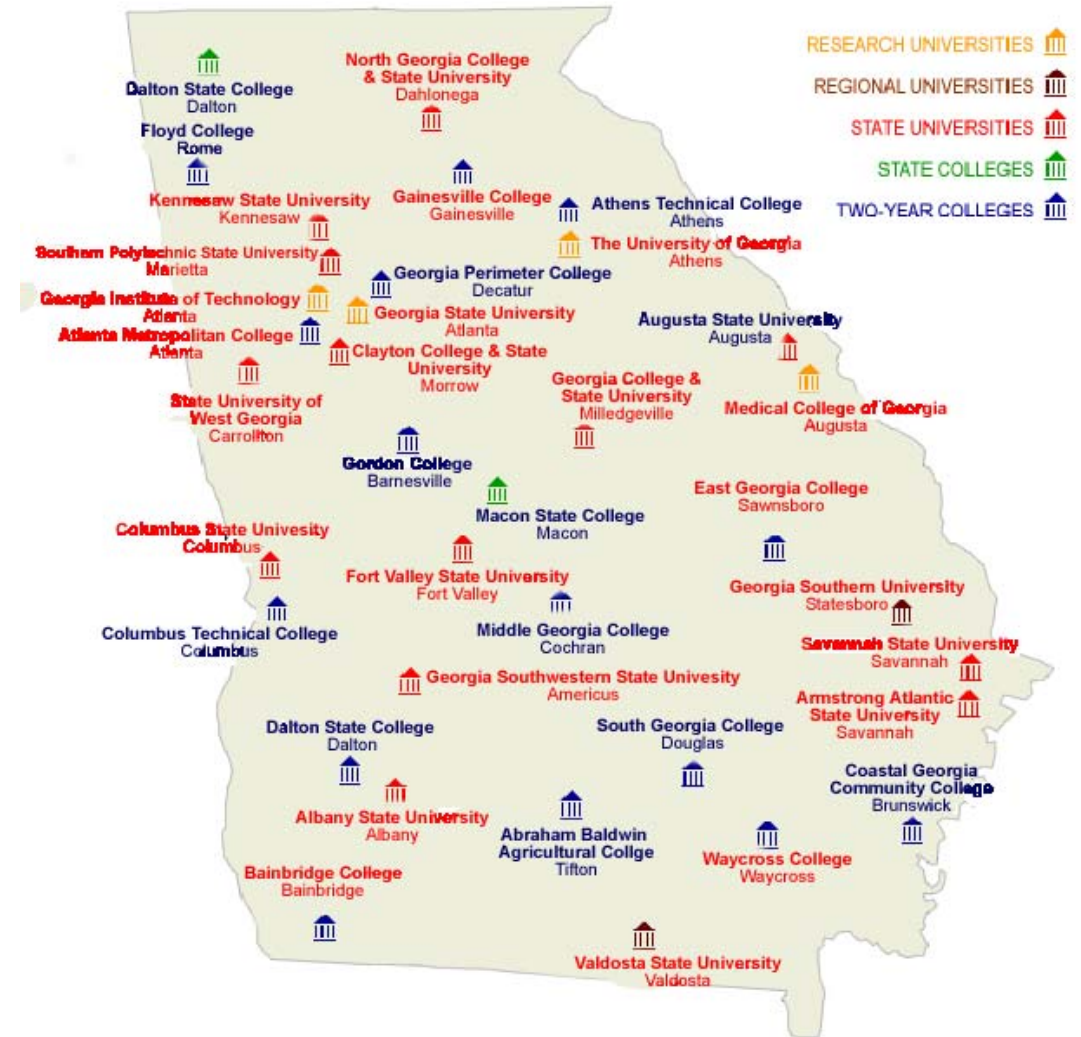 RESEARCH UNIVERSITIES
REGIONAL UNIVERSITIES
STATE UNIVERSITIES
STATE COLLEGES
TWO-YEAR COLLEGES
Dalton State College
Dalton
North Georgia College
& State University
Dahlonega
Floyd College
Rome
Kennesaw State University
Kennesaw
Gainesville College
Gainesville
Athens Technical College
Athens
The University of Georgia
Athens
Southern Polytechnic State University
Marietta
Georgia Perimeter College
Decatur
Georgia Institute of Technology
Atlanta
Georgia State University
Atlanta
Augusta State University
Augusta
Atlanta Metropolitan College
Atlanta
Clayton College & State
University
Morrow
Georgia College &
State University
Milledgeville
State University of
West Georgia
Carrollton
Medical College of Georgia
Augusta
Gordon College
Barnesville
Macon State College
Macon
East Georgia College
Sawnsboro
Columbus State Univesity
Columbus
Fort Valley State University
Fort Valley
Georgia Southern University
Statesboro
Columbus Technical College
Columbus
Middle Georgia College
Cochran
Savannah State University
Savannah
Georgia Southwestern State Univesity
Americus
Armstrong Atlantic
State University
Savannah
Dalton State College
Dalton
South Georgia College
Douglas
Coastal Georgia
Community College
Brunswick
Albany State University
Albany
Abraham Baldwin
Agricultural Collge
Tifton
Waycross College
Waycross
Bainbridge College
Bainbridge
Valdosta State University
Valdosta